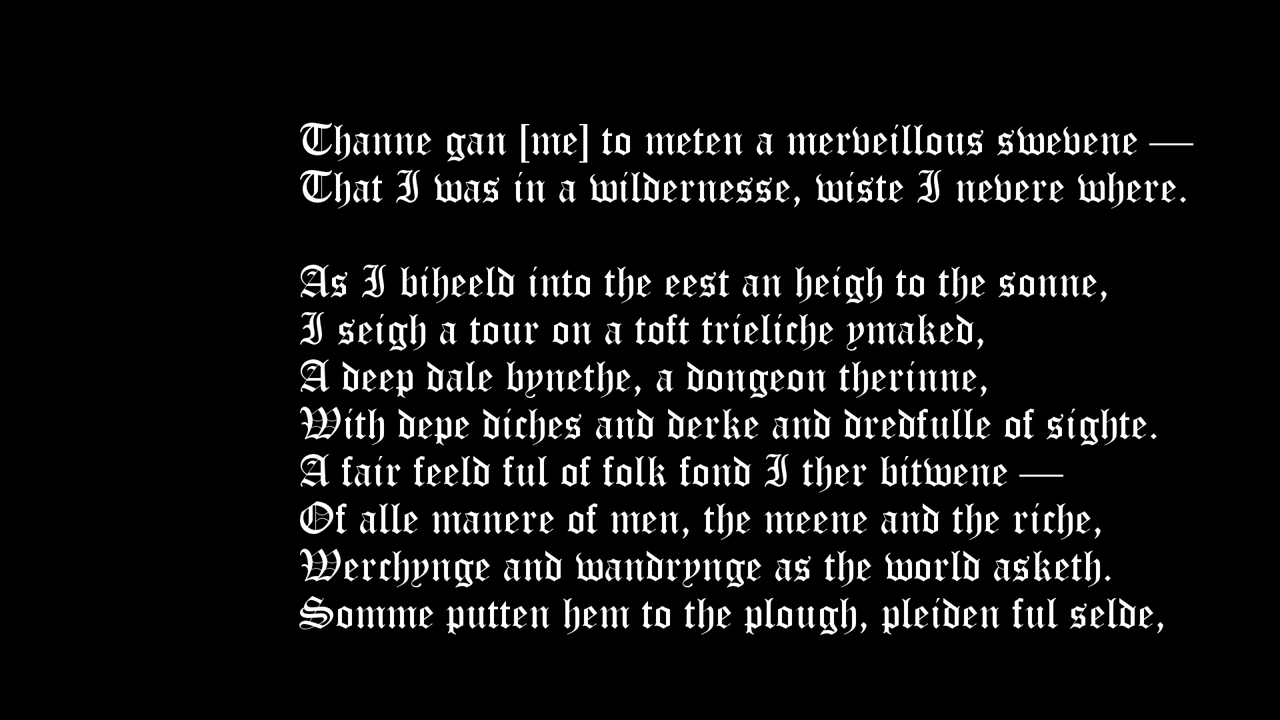 Thanne gan [me] to meten a merveillous swevene —
That I was in a wildernesse, wiste I nevere where.
As I biheeld into the eest an heigh to the sonne,
I seigh a tour on a toft trieliche ymaked,
A deep dale bynethe, a dongeon therinne,
With depe diches and derke and dredfulle of sighte.
A fair feeld ful of folk fond I ther bitwene —
Of alle manere of men, the meene and the riche,
Werchynge and wandrynge as the world asketh.
Somme putten hem to the plough, pleiden ful selde,